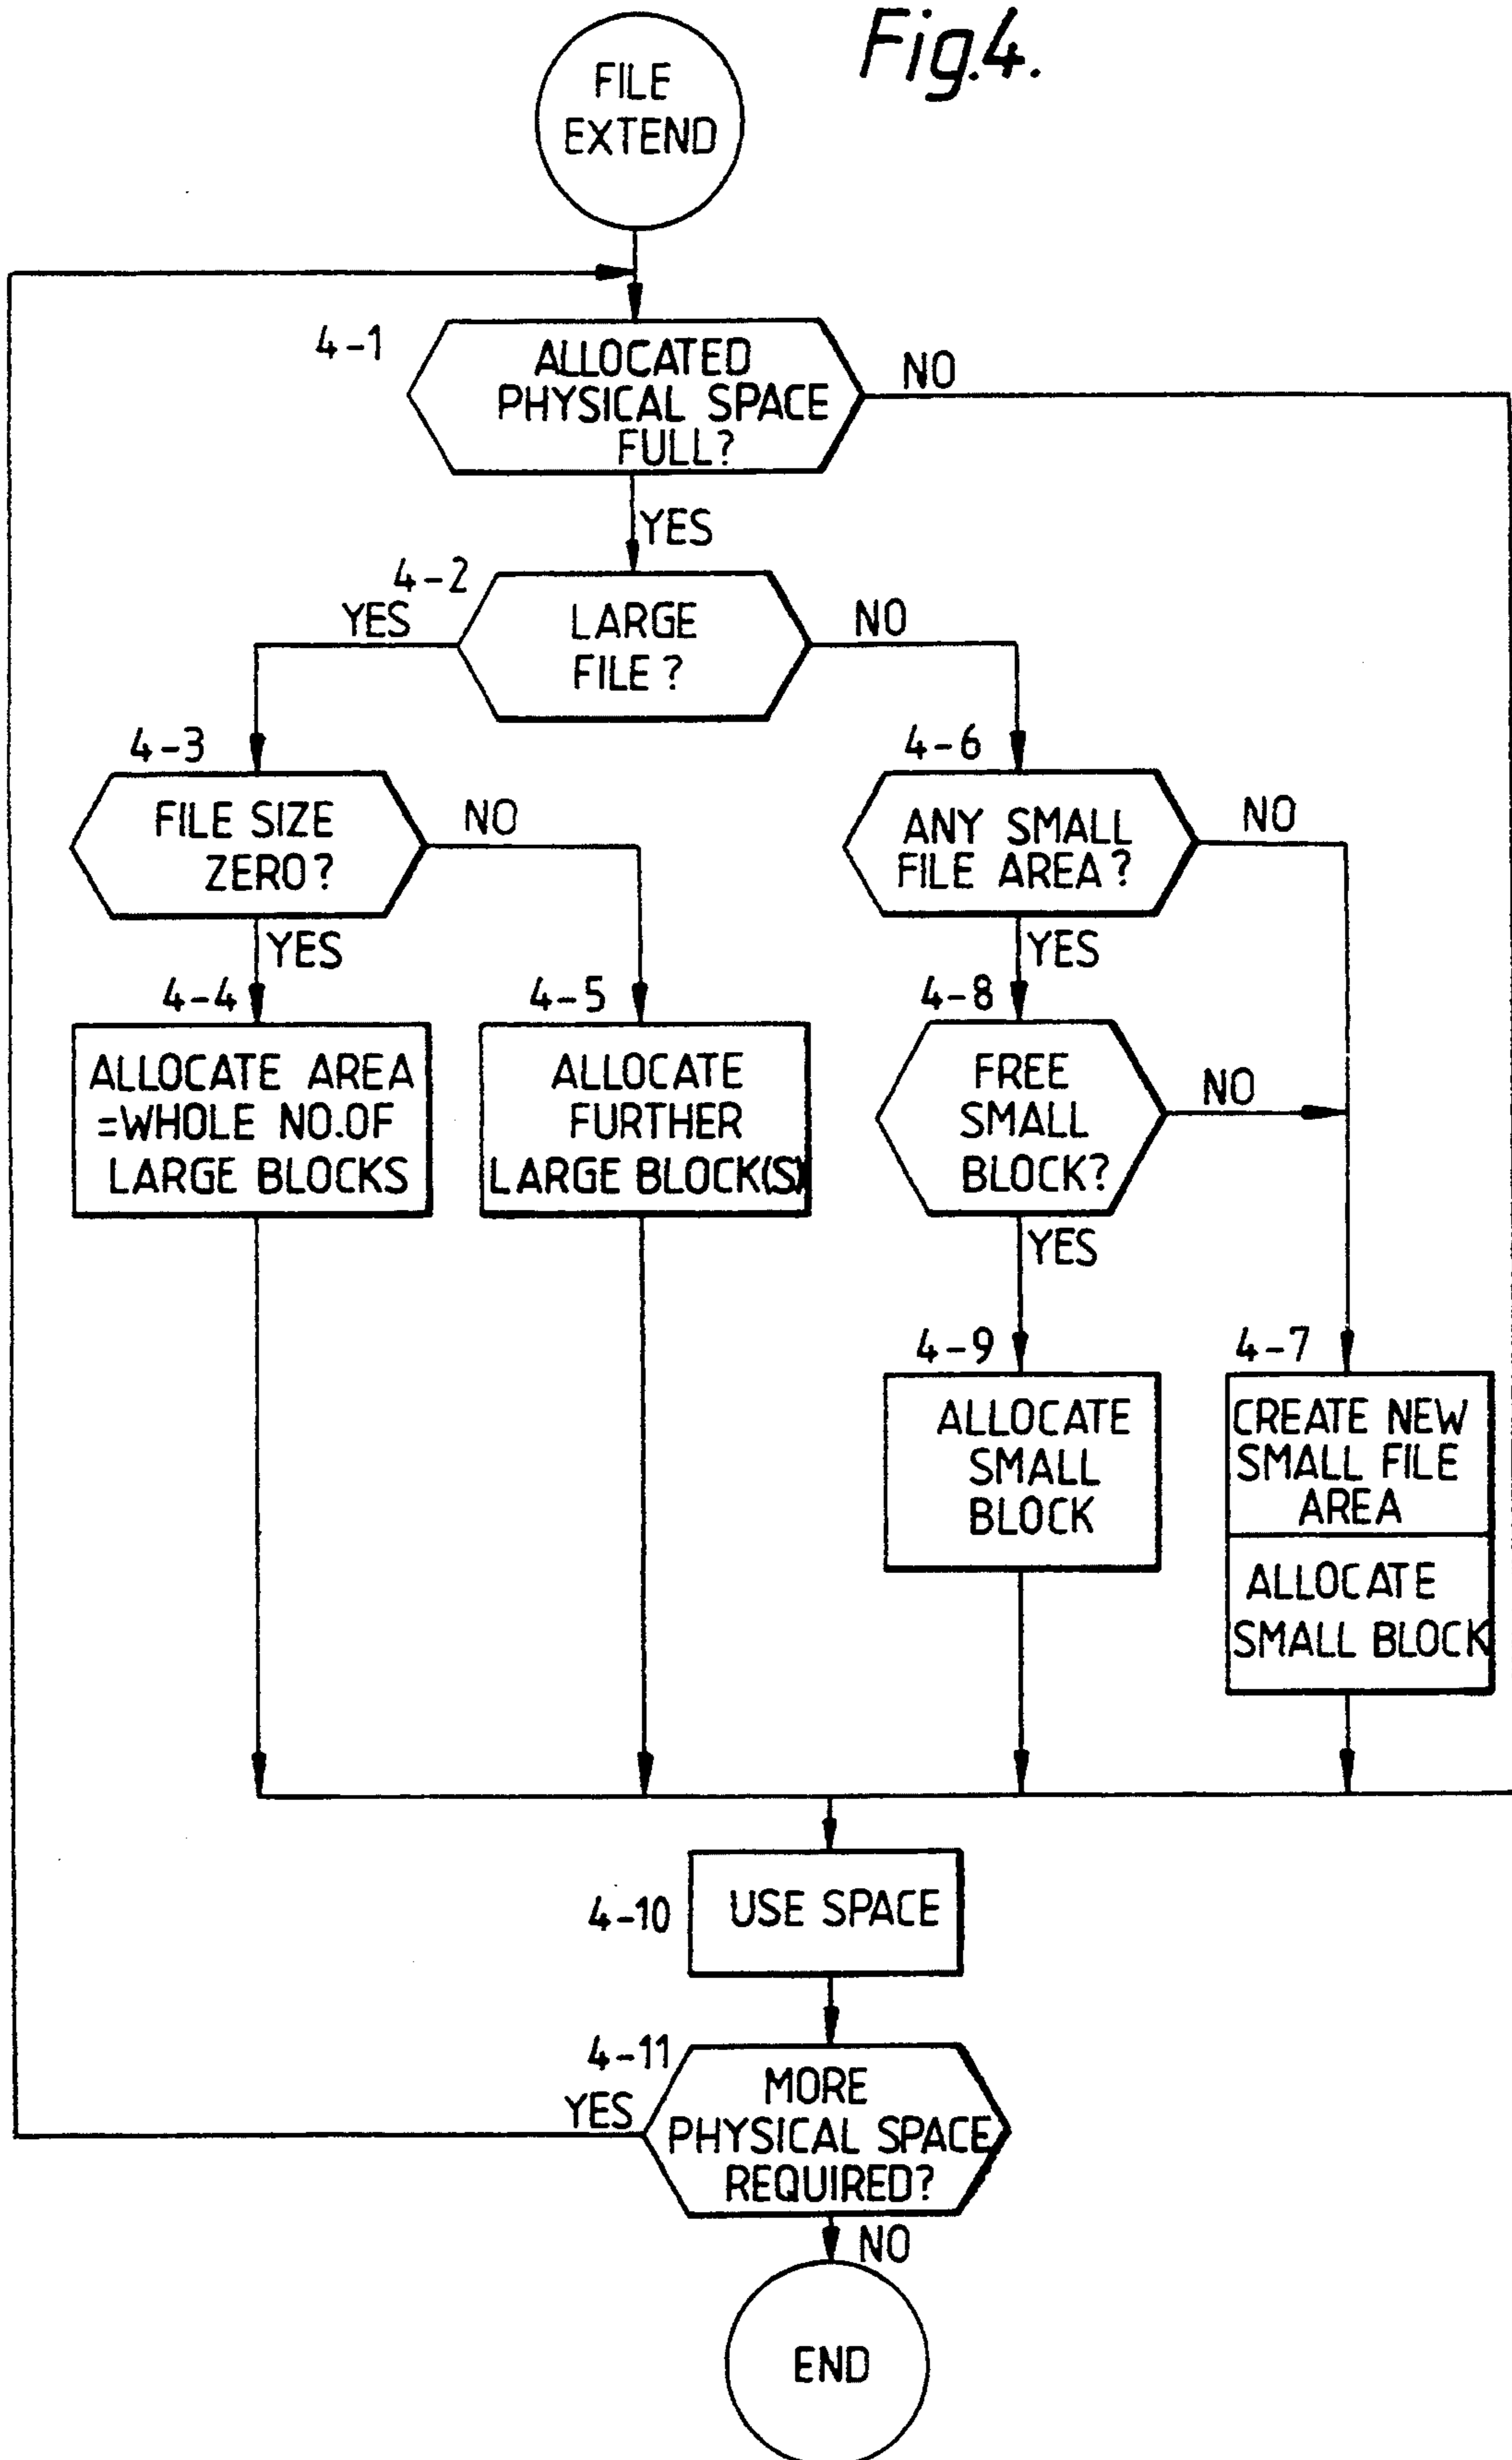 Fig.4.
FILE
EXTEND
4-1
ALLOCATED
PHYSICAL SPACE
FULL?
NO
YES
4-2
YES
LARGE
FILE?
NO
4-3
FILE SIZE
ZERO?
NO
YES
4-6
ANY SMALL
FILE AREA?
NO
YES
4-4
ALLOCATE AREA
=WHOLE NO.OF
LARGE BLOCKS
4-5
ALLOCATE
FURTHER
LARGE BLOCK(S)
4-8
FREE
SMALL
BLOCK?
NO
YES
4-9
ALLOCATE
SMALL
BLOCK
4-7
CREATE NEW
SMALL FILE
AREA
ALLOCATE
SMALL BLOCK
4-10
USE SPACE
4-11
YES
MORE
PHYSICAL SPACE
REQUIRED?
NO
END